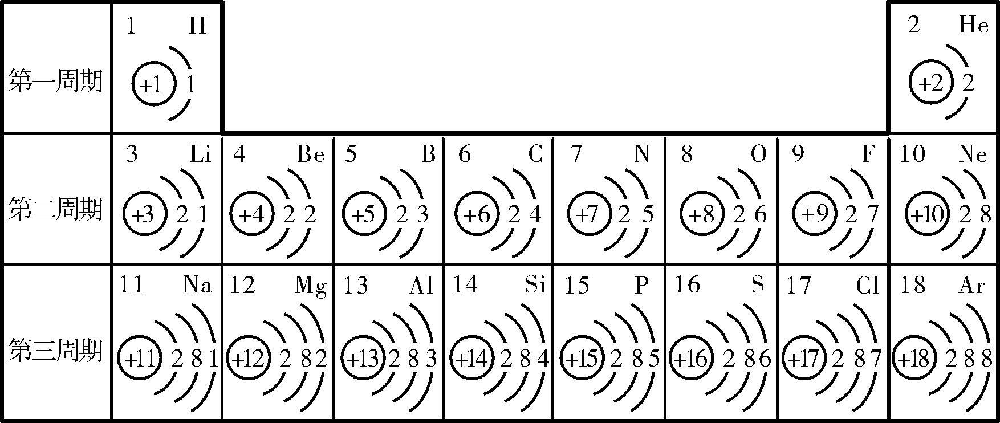 1 H 2 He
第一周期 +1 1 +2 2
3 Li 4 Be 5 B 6 C 7 N 8 O 9 F 10 Ne
第二周期 +3 2 1 +4 2 2 +5 2 3 +6 2 4 +7 2 5 +8 2 6 +9 2 7 +10 2 8
11 Na 12 Mg 13 Al 14 Si 15 P 16 S 17 Cl 18 Ar
第三周期 +11 2 8 1 +12 2 8 2 +13 2 8 3 +14 2 8 4 +15 2 8 5 +16 2 8 6 +17 2 8 7 +18 2 8 8